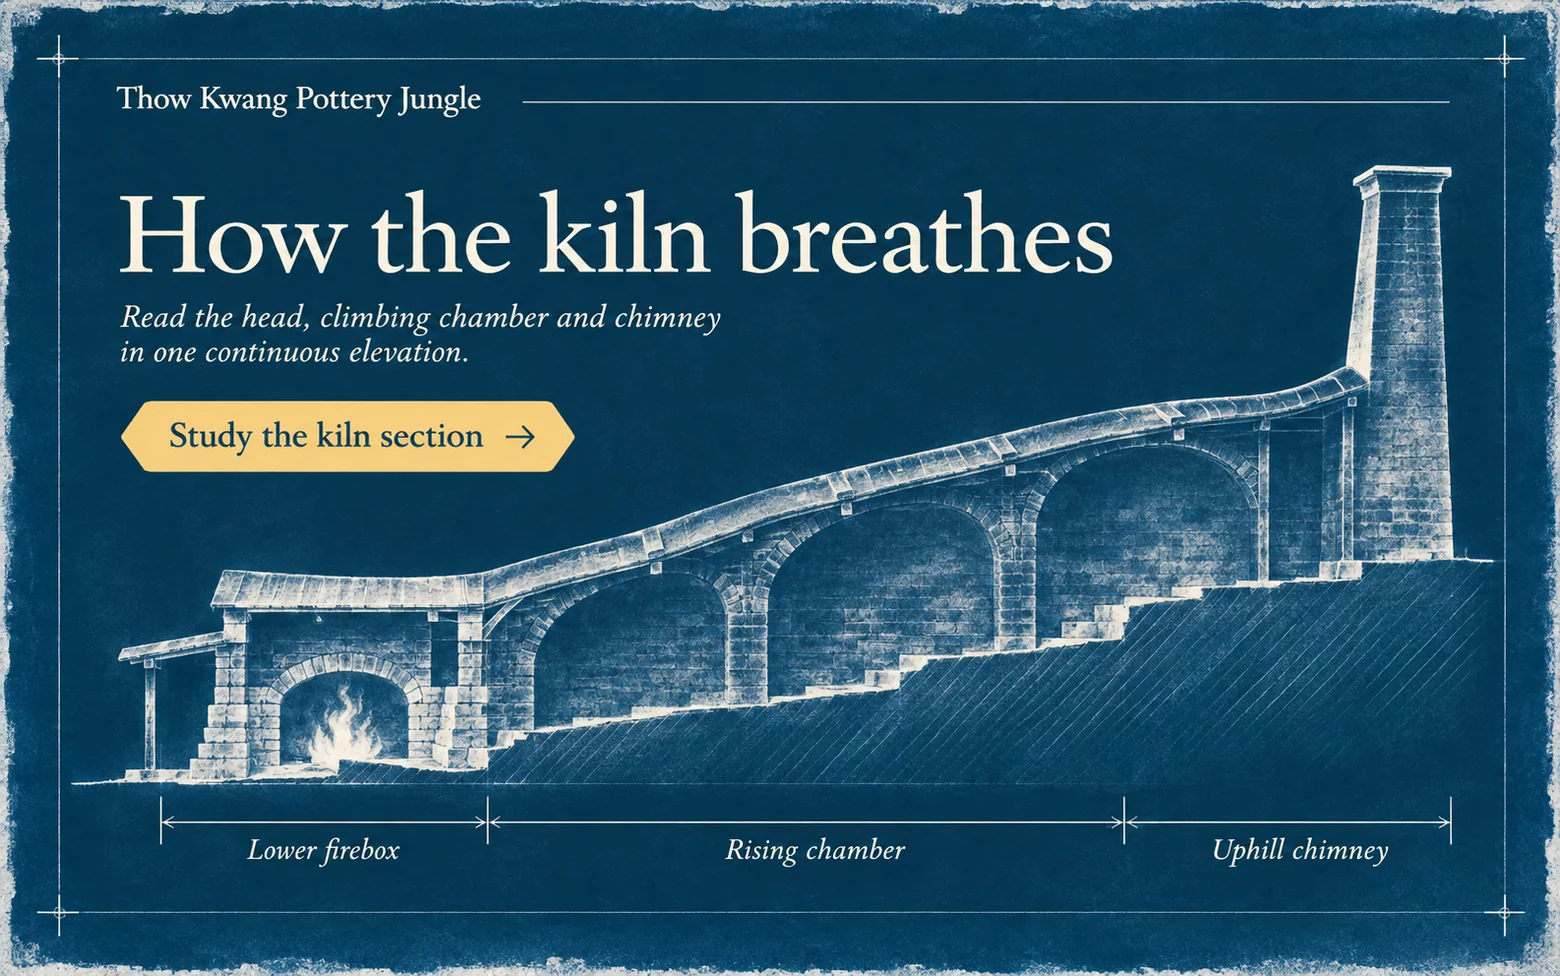 Thow Kwang Pottery Jungle
How the kiln breathes
Read the head, climbing chamber and chimney
in one continuous elevation.
Study the kiln section →
Lower firebox
Rising chamber
Uphill chimney